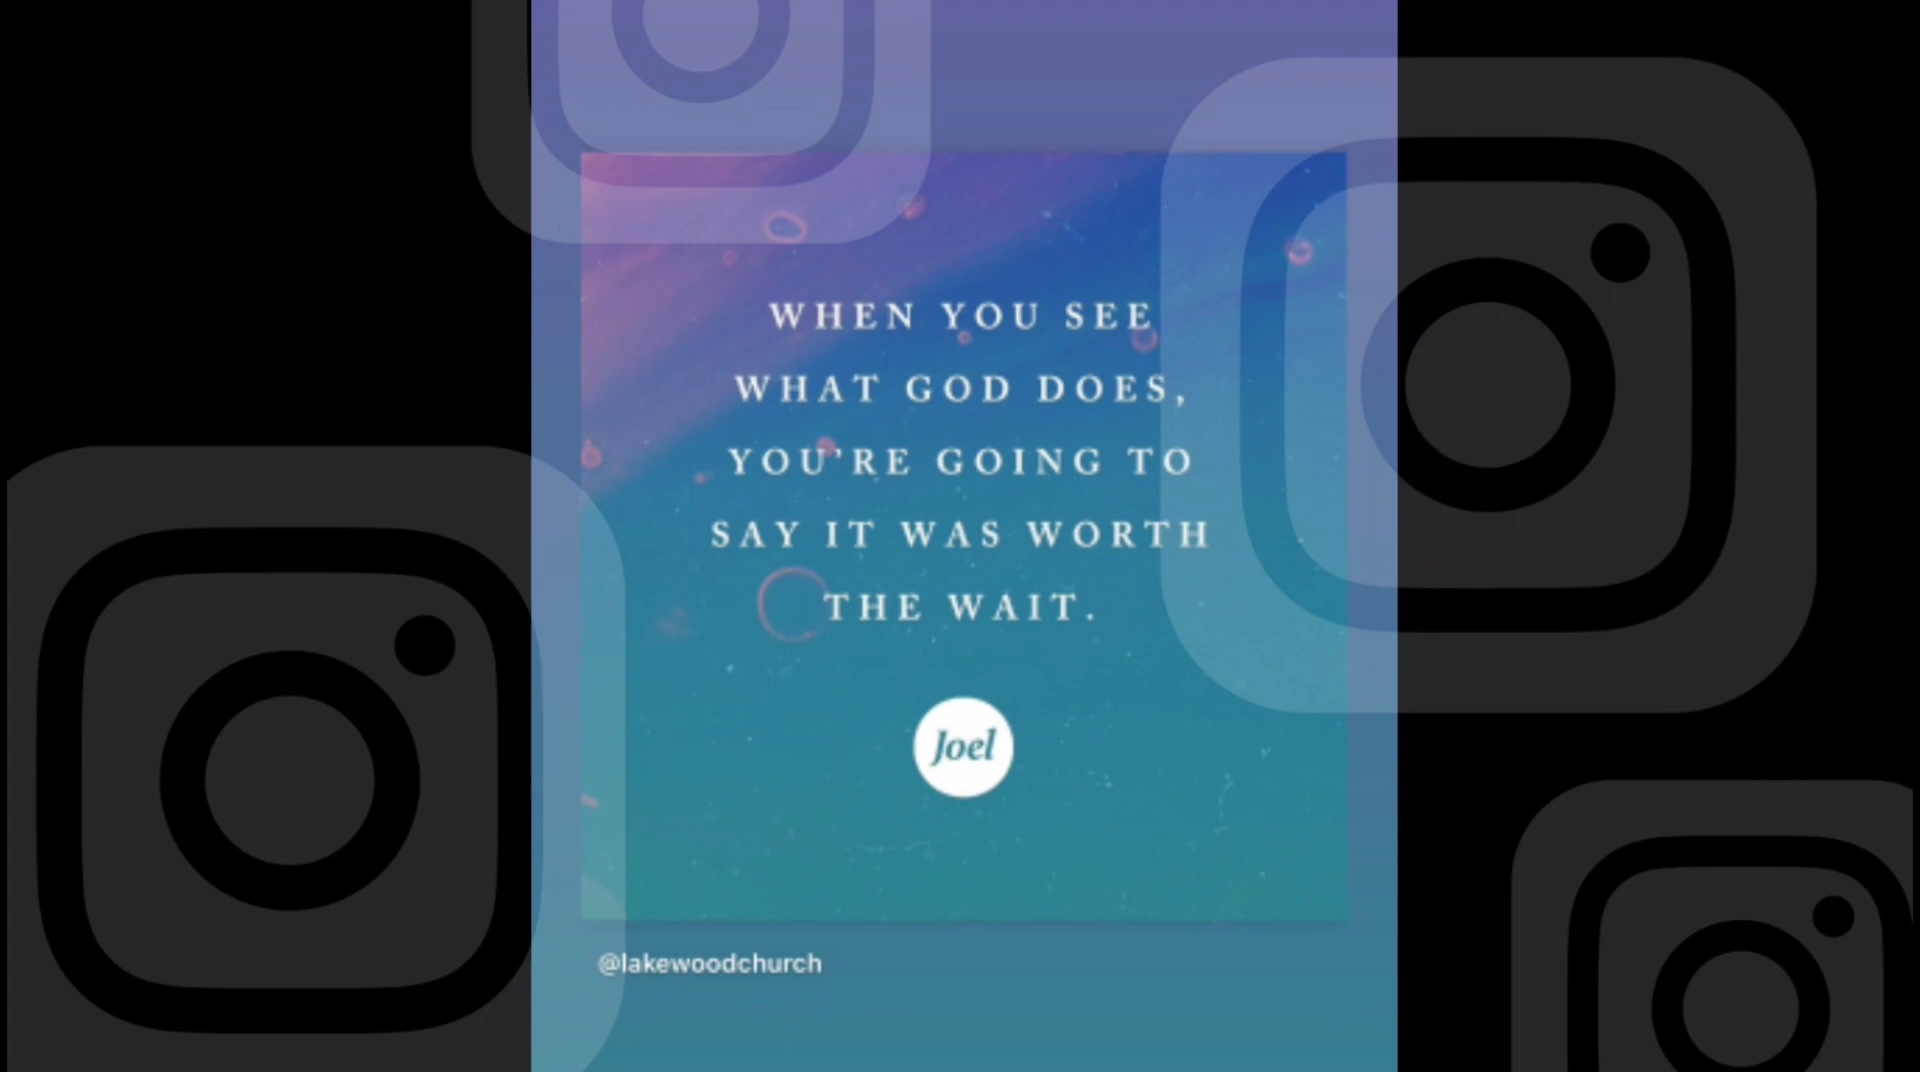 WHEN YOU SEE
WHAT GOD DOES,
YOU'RE GOING TO
SAY IT WAS WORTH
THE WAIT.
Joel
@lakewoodchurch